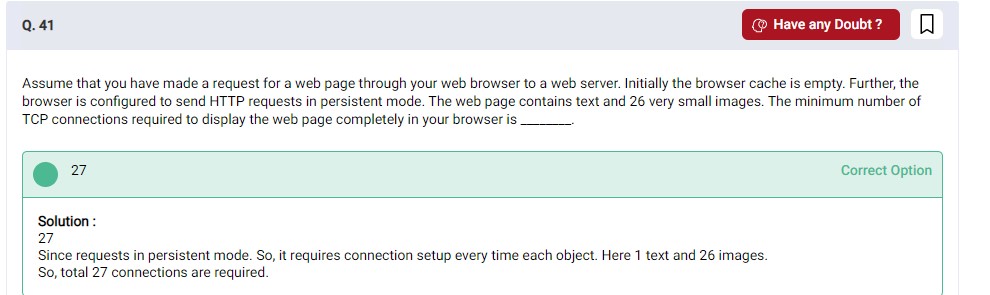 Q. 41
Have any Doubt ?
Assume that you have made a request for a web page through your web browser to a web server. Initially the browser cache is empty. Further, the
browser is configured to send HTTP requests in persistent mode. The web page contains text and 26 very small images. The minimum number of
TCP connections required to display the web page completely in your browser is ________.
27
Correct Option
Solution :
27
Since requests in persistent mode. So, it requires connection setup every time each object. Here 1 text and 26 images.
So, total 27 connections are required.